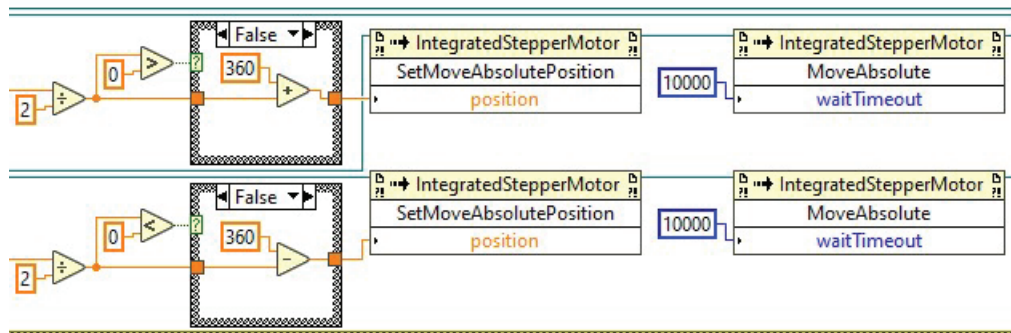 False
IntegratedStepperMotor
IntegratedStepperMotor
360
0
>
?
SetMoveAbsolutePosition
MoveAbsolute
2
÷
+
position
10000
waitTimeout
False
IntegratedStepperMotor
IntegratedStepperMotor
360
0
<
?
SetMoveAbsolutePosition
MoveAbsolute
2
÷
−
position
10000
waitTimeout